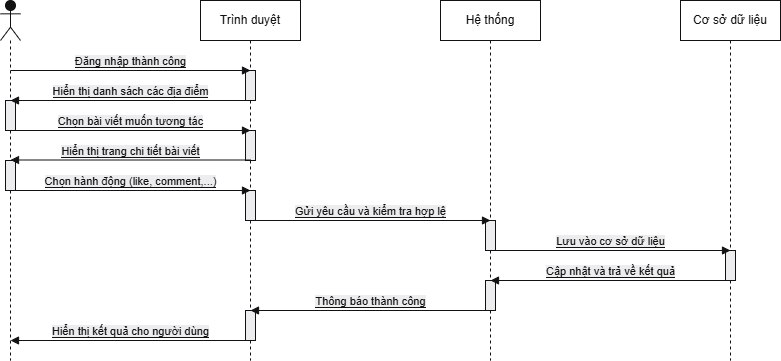 Trình duyệt
Hệ thống
Cơ sở dữ liệu
Đăng nhập thành công
Hiển thị danh sách các địa điểm
Chọn bài viết muốn tương tác
Hiển thị trang chi tiết bài viết
Chọn hành động (like, comment,...)
Gửi yêu cầu và kiểm tra hợp lệ
Lưu vào cơ sở dữ liệu
Cập nhật và trả về kết quả
Thông báo thành công
Hiển thị kết quả cho người dùng